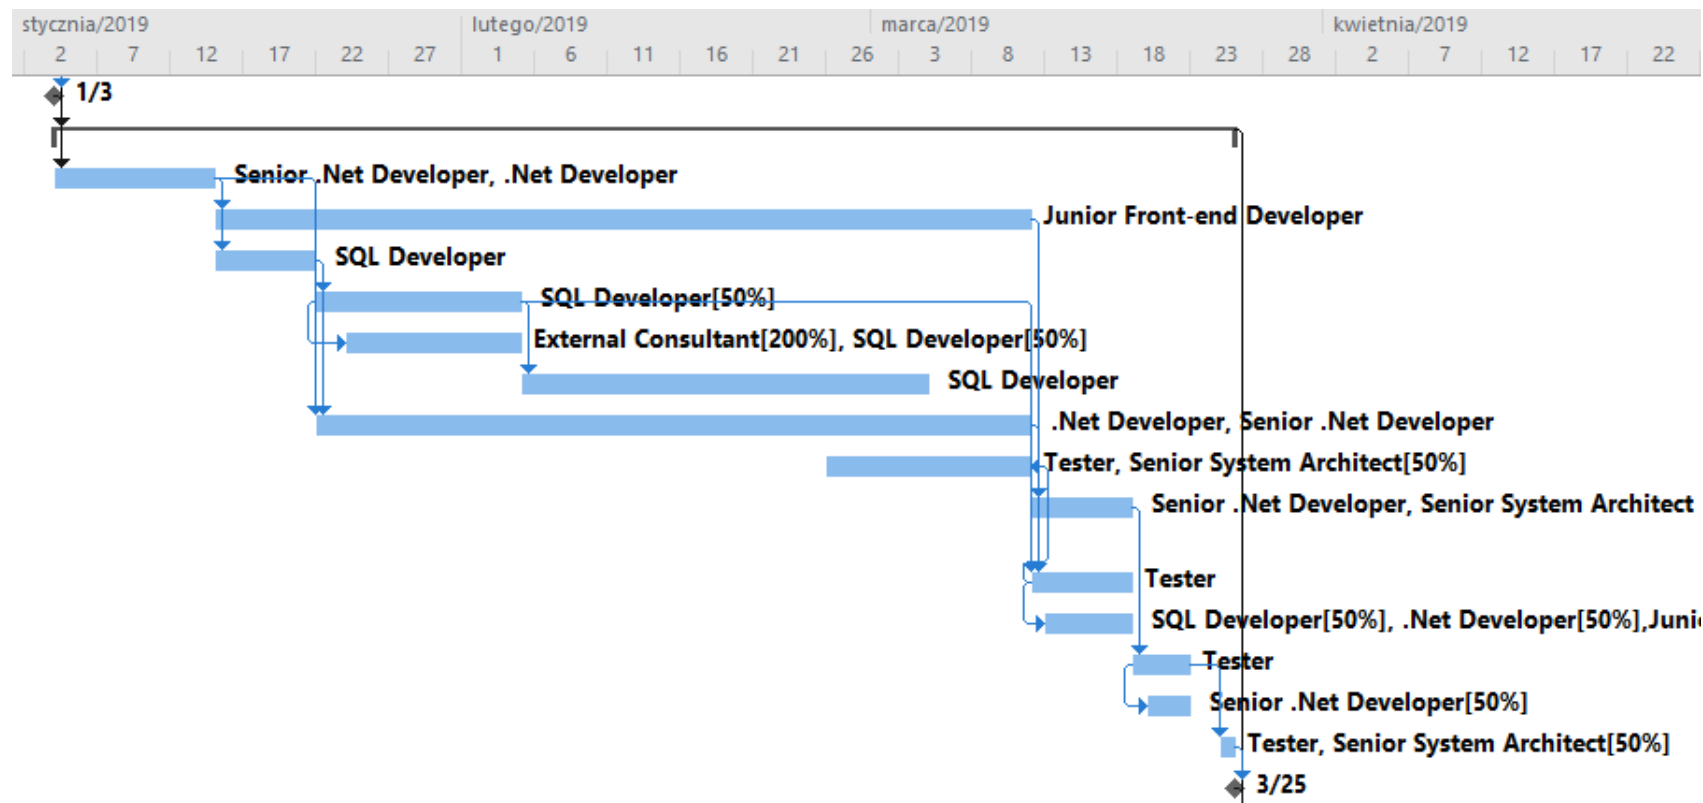 stycznia/2019 lutego/2019 marca/2019 kwietnia/2019
2 7 12 17 22 27 1 6 11 16 21 26 3 8 13 18 23 28 2 7 12 17 22
1/3
Senior .Net Developer, .Net Developer
Junior Front-end Developer
SQL Developer
SQL Developer[50%]
External Consultant[200%], SQL Developer[50%]
SQL Developer
.Net Developer, Senior .Net Developer
Tester, Senior System Architect[50%]
Senior .Net Developer, Senior System Architect
Tester
SQL Developer[50%], .Net Developer[50%],Juni
Tester
Senior .Net Developer[50%]
Tester, Senior System Architect[50%]
3/25